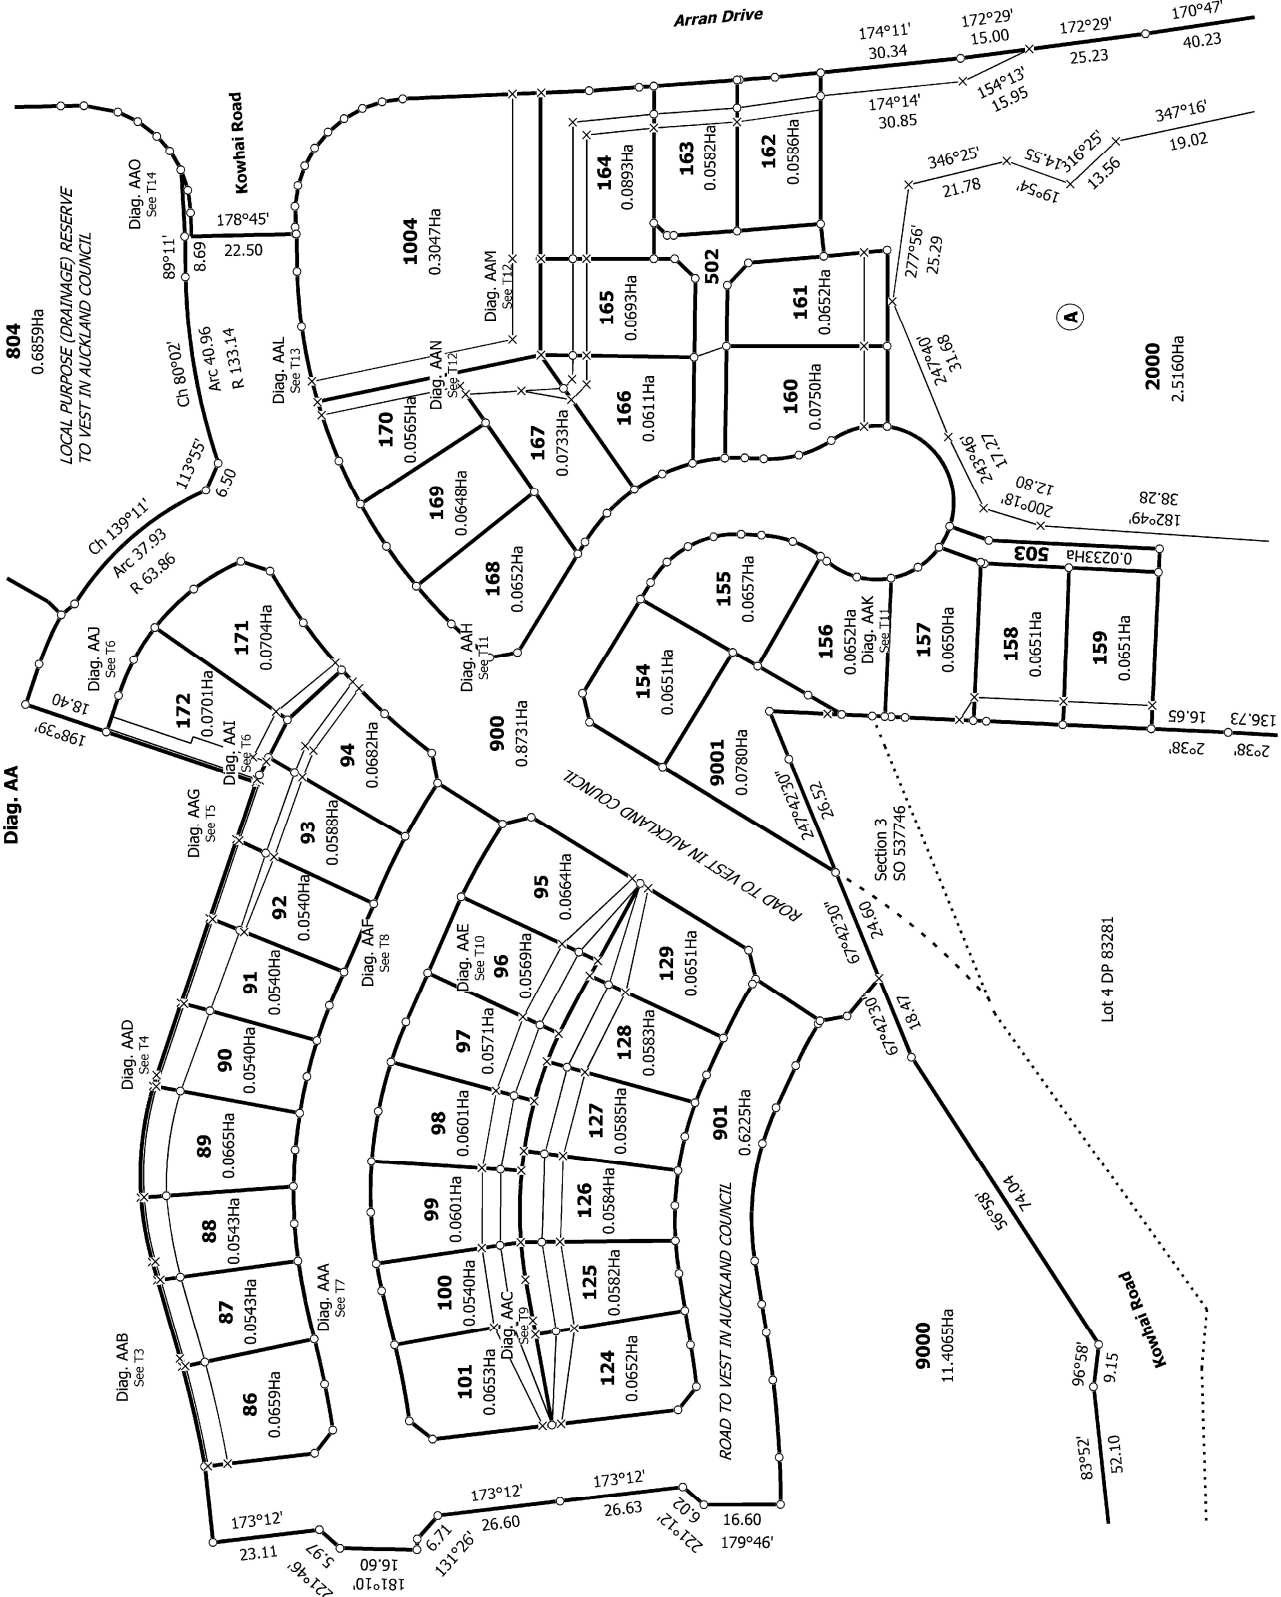 Diag. AA
Arran Drive
174°11'
30.34
172°29'
15.00
172°29'
25.23
170°47'
40.23
174°14'
30.85
154°13'
15.95
347°16'
19.02
316°25'
13.56
14.55
19°54'
346°25'
21.78
277°56'
25.29
247°40'
31.68
243°46'
17.27
200°18'
12.80
182°49'
38.28
A
2000
2.5160Ha
804
0.6859Ha
LOCAL PURPOSE (DRAINAGE) RESERVE
TO VEST IN AUCKLAND COUNCIL
Diag. AAO
See T14
Kowhai Road
178°45'
22.50
89°11'
8.69
Ch 80°02'
Arc 40.96
R 133.14
113°55'
6.50
Ch 139°11'
Arc 37.93
R 63.86
Diag. AAL
See T13
1004
0.3047Ha
Diag. AAM
See T12
Diag. AAN
See T12
164
0.0893Ha
163
0.0582Ha
162
0.0586Ha
502
165
0.0693Ha
161
0.0652Ha
166
0.0611Ha
160
0.0750Ha
170
0.0565Ha
167
0.0733Ha
169
0.0648Ha
168
0.0652Ha
503
0.0233Ha
Diag. AAH
See T11
155
0.0657Ha
156
0.0652Ha
Diag. AAK
See T11
157
0.0650Ha
158
0.0651Ha
159
0.0651Ha
154
0.0651Ha
9001
0.0780Ha
16.65
2°38'
136.73
2°38'
171
0.0704Ha
172
0.0701Ha
Diag. AAJ
See T6
18.40
198°39'
Diag. AAI
See T6
94
0.0682Ha
900
0.8731Ha
ROAD TO VEST IN AUCKLAND COUNCIL
247°42'30"
26.52
Section 3
SO 537746
67°42'30"
24.60
67°42'30"
18.47
Lot 4 DP 83281
Diag. AAG
See T5
93
0.0588Ha
92
0.0540Ha
91
0.0540Ha
90
0.0540Ha
Diag. AAF
See T8
Diag. AAD
See T4
89
0.0665Ha
88
0.0543Ha
87
0.0543Ha
86
0.0659Ha
Diag. AAA
See T7
Diag. AAB
See T3
95
0.0664Ha
Diag. AAE
See T10
96
0.0569Ha
97
0.0571Ha
98
0.0601Ha
99
0.0601Ha
100
0.0540Ha
101
0.0653Ha
Diag. AAC
See T9
129
0.0651Ha
128
0.0583Ha
127
0.0585Ha
126
0.0584Ha
125
0.0582Ha
124
0.0652Ha
901
0.6225Ha
ROAD TO VEST IN AUCKLAND COUNCIL
56°58'
74.04
9000
11.4065Ha
Kowhai Road
96°58'
9.15
83°52'
52.10
173°12'
23.11
5.97
221°46'
16.60
181°10'
6.71
131°26'
173°12'
26.60
173°12'
26.63
6.02
221°12'
16.60
179°46'